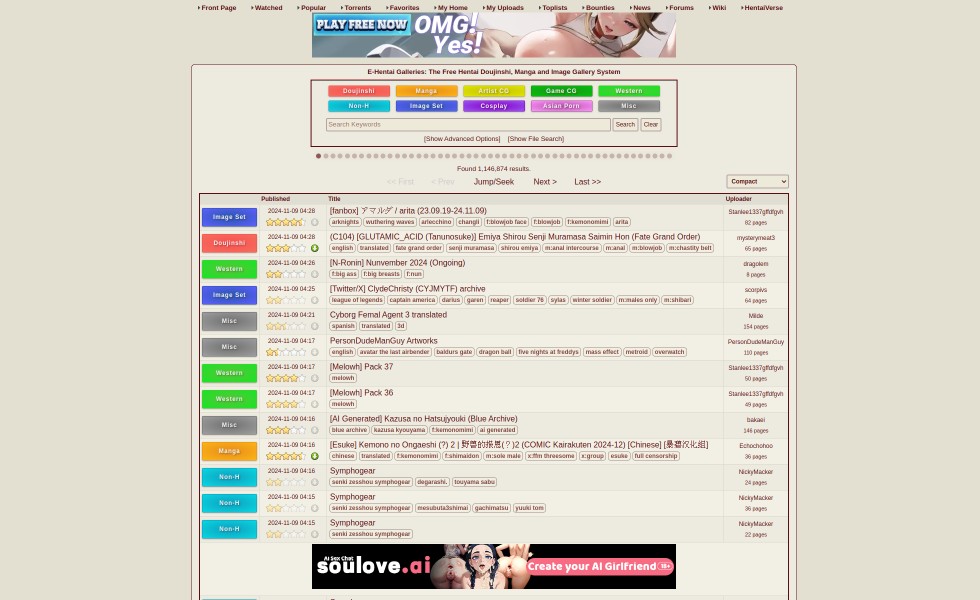 Front Page Watched Popular Torrents Favorites My Home My Uploads Toplists Bounties News Forums Wiki HentaiVerse
PLAY FREE NOW OMG! Yes!
E-Hentai Galleries: The Free Hentai Doujinshi, Manga and Image Gallery System
Doujinshi Manga Artist CG Game CG Western
Non-H Image Set Cosplay Asian Porn Misc
Search Keywords Search Clear
[Show Advanced Options] [Show File Search]
Found 1,146,874 results.
<< First < Prev Jump/Seek Next > Last >> Compact
Published Title Uploader
Image Set 2024-11-09 04:28 [fanbox] アマルダ / arita (23.09.19-24.11.09) Stanlee1337gffdfgvh
arknights wuthering waves arlecchino changli f:blowjob face f:blowjob f:kemonomimi arita 82 pages
Doujinshi 2024-11-09 04:28 (C104) [GLUTAMIC_ACID (Tanunosuke)] Emiya Shirou Senji Muramasa Saimin Hon (Fate Grand Order) mysterymeat3
english translated fate grand order senji muramasa shirou emiya m:anal intercourse m:anal m:blowjob m:chastity belt 65 pages
Western 2024-11-09 04:26 [N-Ronin] Nunvember 2024 (Ongoing) dragolem
f:big ass f:big breasts f:nun 8 pages
Image Set 2024-11-09 04:25 [Twitter/X] ClydeChristy (CYJMYTF) archive scorpivs
league of legends captain america darius garen reaper soldier 76 sylas winter soldier m:males only m:shibari 64 pages
Misc 2024-11-09 04:21 Cyborg Femal Agent 3 translated Milde
spanish translated 3d 154 pages
Misc 2024-11-09 04:17 PersonDudeManGuy Artworks PersonDudeManGuy
english avatar the last airbender baldurs gate dragon ball five nights at freddys mass effect metroid overwatch 110 pages
Western 2024-11-09 04:17 [Melowh] Pack 37 Stanlee1337gffdfgvh
melowh 50 pages
Western 2024-11-09 04:17 [Melowh] Pack 36 Stanlee1337gffdfgvh
melowh 49 pages
Misc 2024-11-09 04:16 [AI Generated] Kazusa no Hatsujyouki (Blue Archive) bakaei
blue archive kazusa kyouyama f:kemonomimi ai generated 146 pages
Manga 2024-11-09 04:16 [Esuke] Kemono no Ongaeshi (?) 2 | 野兽的报恩(？)2 (COMIC Kairakuten 2024-12) [Chinese] [暴碧汉化组] Echochohoo
chinese translated f:kemonomimi f:shimaidon m:sole male x:ffm threesome x:group esuke full censorship 36 pages
Non-H 2024-11-09 04:16 Symphogear NickyMacker
senki zesshou symphogear degarashi. touyama sabu 24 pages
Non-H 2024-11-09 04:15 Symphogear NickyMacker
senki zesshou symphogear mesubuta3shimai gachimatsu yuuki tom 36 pages
Non-H 2024-11-09 04:15 Symphogear NickyMacker
senki zesshou symphogear 22 pages
AI Sex Chat
soulove.ai Create your AI Girlfriend 18+